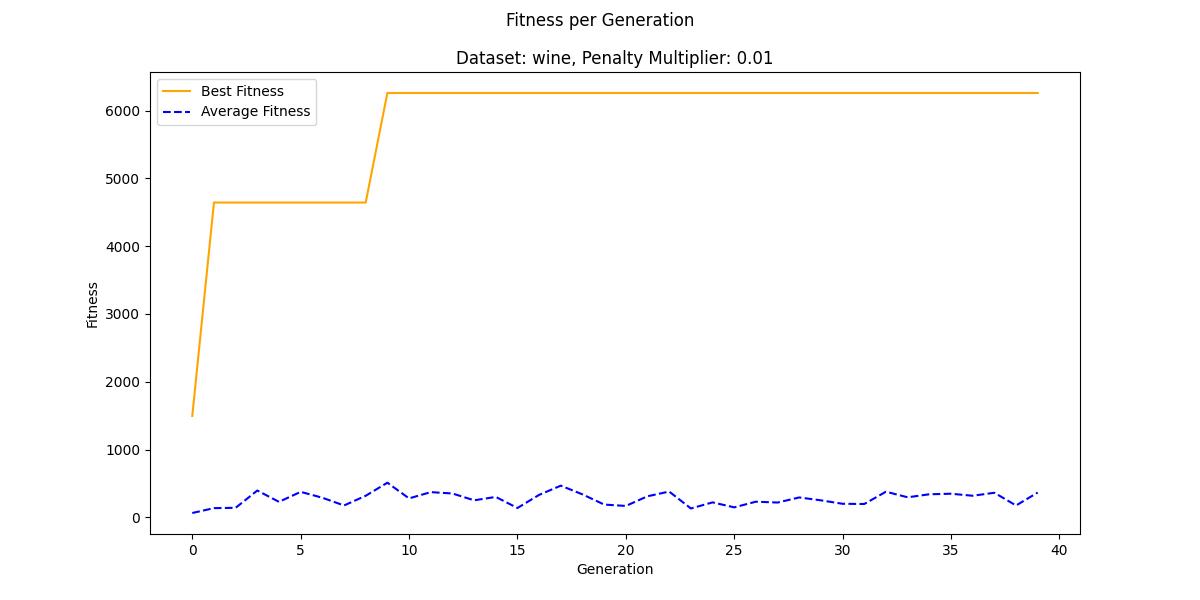 Fitness per Generation
Dataset: wine, Penalty Multiplier: 0.01
Best Fitness
Average Fitness
6000
5000
4000
3000
2000
1000
0
Fitness
0 5 10 15 20 25 30 35 40
Generation